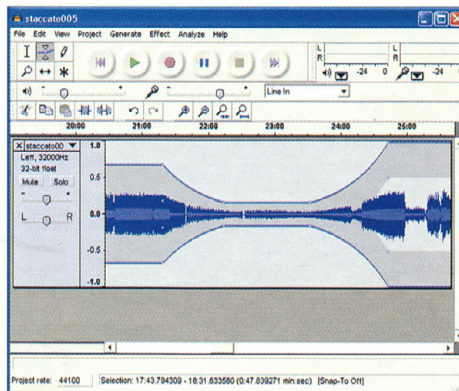 staccato005
File Edit View Project Generate Effect Analyze Help
L
R
-24 0
L
R
-24 0
- +
- +
Line In
20:00 21:00 22:00 23:00 24:00 25:00
X staccato00
Left, 32000Hz
32-bit float
Mute Solo
- +
L R
1.0
0.5
0.0
-0.5
-1.0
Project rate: 44100 Selection: 17:43.794309 - 18:31.633580 (0:47.839271 min:sec) [Snap-To Off]